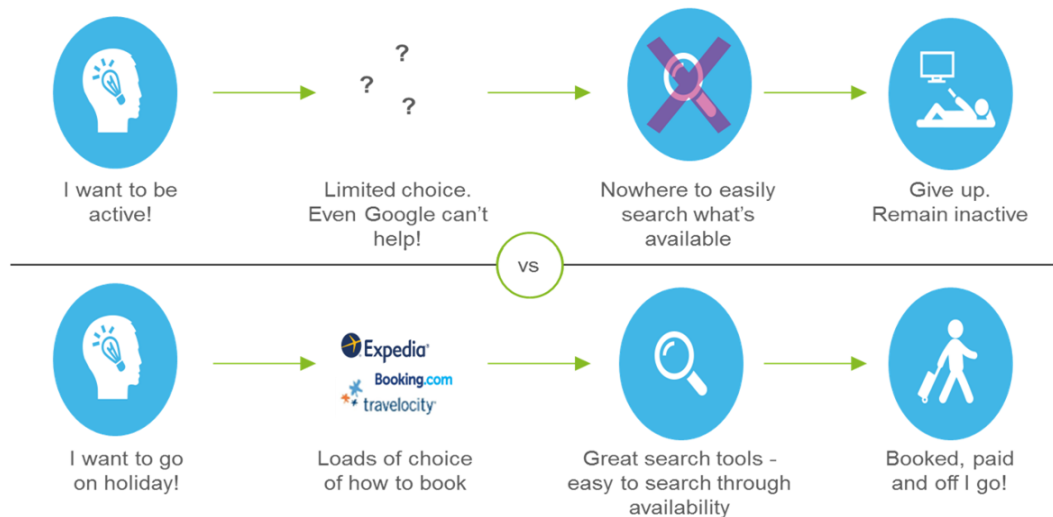 ?
?
?
I want to be
active!
Limited choice.
Even Google can't
help!
Nowhere to easily
search what's
available
Give up.
Remain inactive
vs
Expedia
Booking.com
travelocity
I want to go
on holiday!
Loads of choice
of how to book
Great search tools -
easy to search through
availability
Booked, paid
and off I go!